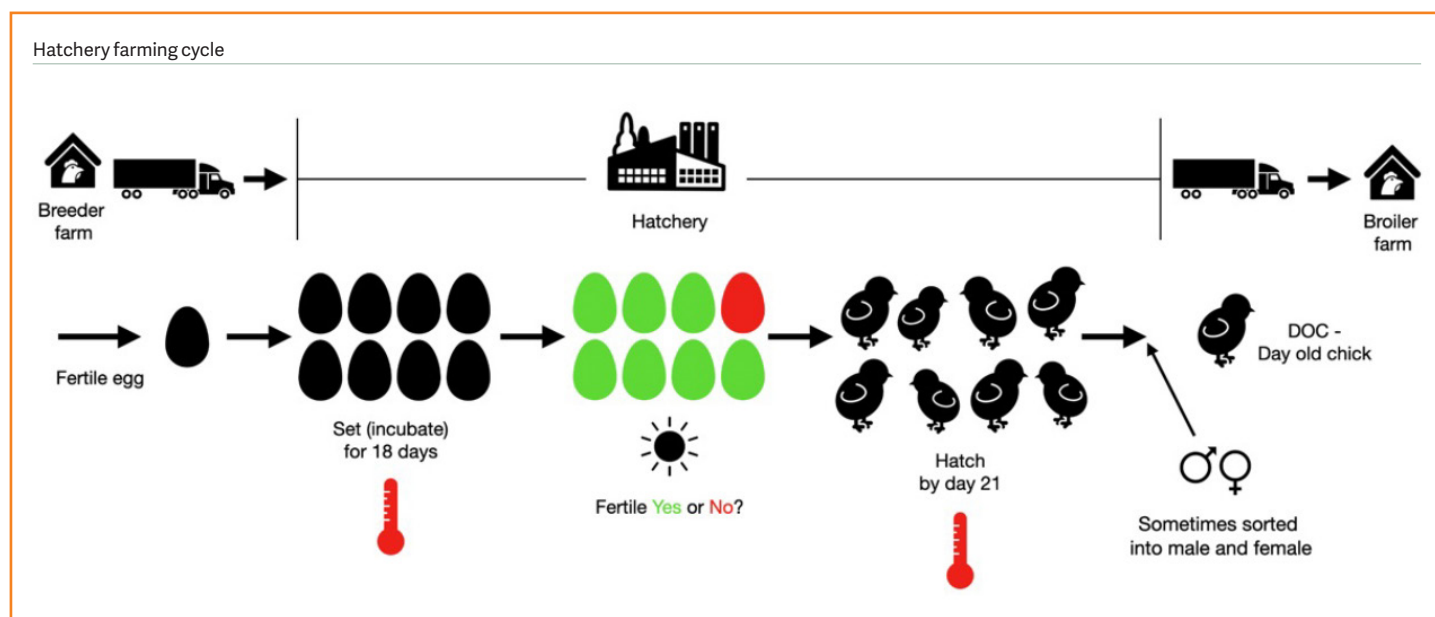 Hatchery farming cycle
Breeder
farm
Hatchery
Broiler
farm
Fertile egg
Set (incubate)
for 18 days
Fertile Yes or No?
Hatch
by day 21
DOC -
Day old chick
Sometimes sorted
into male and female